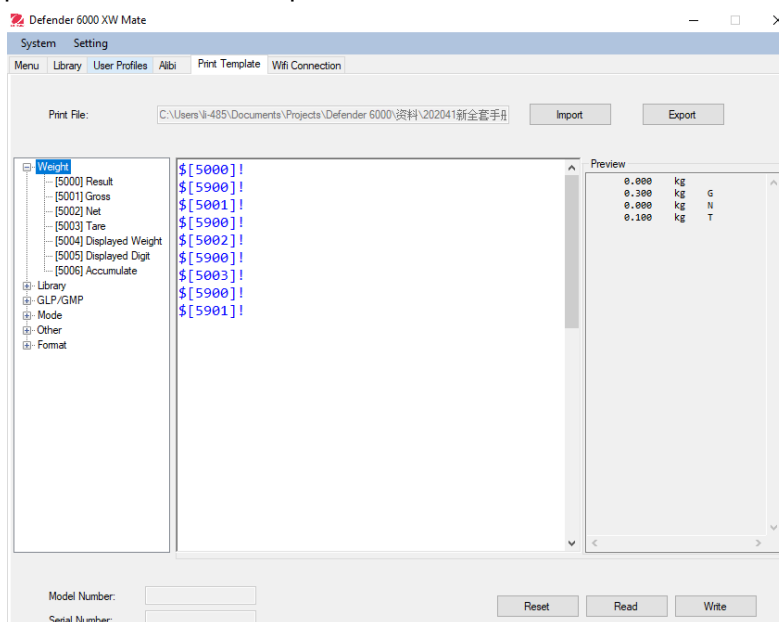 Defender 6000 XW Mate
System Setting
Menu Library User Profiles Alibi Print Template Wifi Connection
Print File: C:\Users\li-485\Documents\Projects\Defender 6000\资料\202041新全套手册 Import Export
Weight
[5000] Result
[5001] Gross
[5002] Net
[5003] Tare
[5004] Displayed Weight
[5005] Displayed Digit
[5006] Accumulate
Library
GLP/GMP
Mode
Other
Format
$[5000]!
$[5900]!
$[5001]!
$[5900]!
$[5002]!
$[5900]!
$[5003]!
$[5900]!
$[5901]!
Preview
0.000 kg
0.300 kg G
0.000 kg N
0.100 kg T
Model Number:
Serial Number:
Reset Read Write